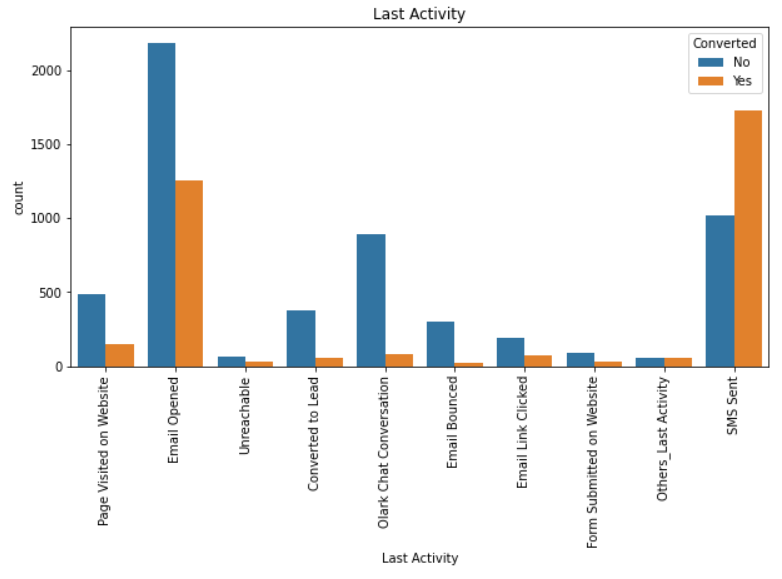 Last Activity
Converted
No
Yes
2000
1500
1000
500
0
count
Page Visited on Website
Email Opened
Unreachable
Converted to Lead
Olark Chat Conversation
Email Bounced
Email Link Clicked
Form Submitted on Website
Others_Last Activity
SMS Sent
Last Activity